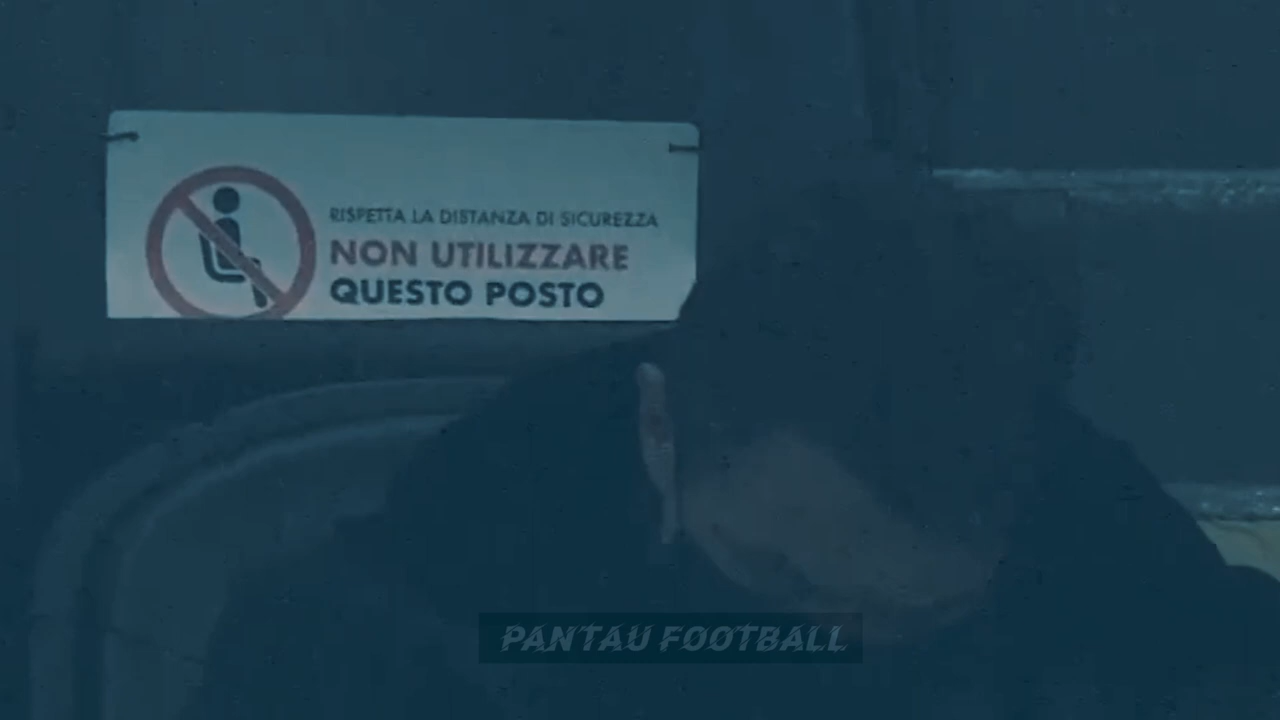 RISPETTA LA DISTANZA DI SICUREZZA
NON UTILIZZARE
QUESTO POSTO
PANTAU FOOTBALL